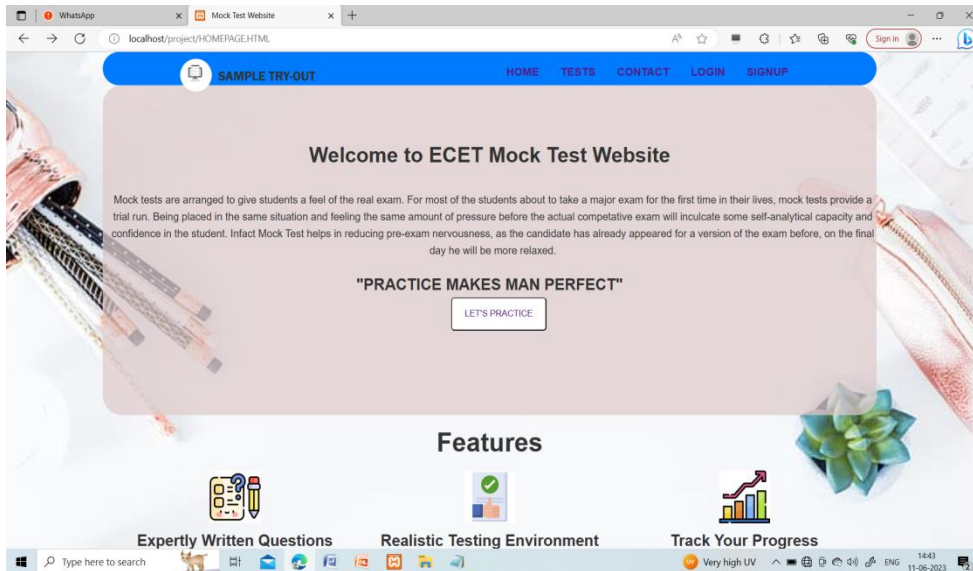 WhatsApp
Mock Test Website
localhost/project/HOMEPAGE.HTML
Sign in
SAMPLE TRY-OUT
HOME TESTS CONTACT LOGIN SIGNUP
Welcome to ECET Mock Test Website
Mock tests are arranged to give students a feel of the real exam. For most of the students about to take a major exam for the first time in their lives, mock tests provide a
trial run. Being placed in the same situation and feeling the same amount of pressure before the actual competative exam will inculcate some self-analytical capacity and
confidence in the student. Infact Mock Test helps in reducing pre-exam nervousness, as the candidate has already appeared for a version of the exam before, on the final
day he will be more relaxed.
"PRACTICE MAKES MAN PERFECT"
LET'S PRACTICE
Features
Expertly Written Questions
Realistic Testing Environment
Track Your Progress
Type here to search
Very high UV
ENG
14:43
11-06-2023